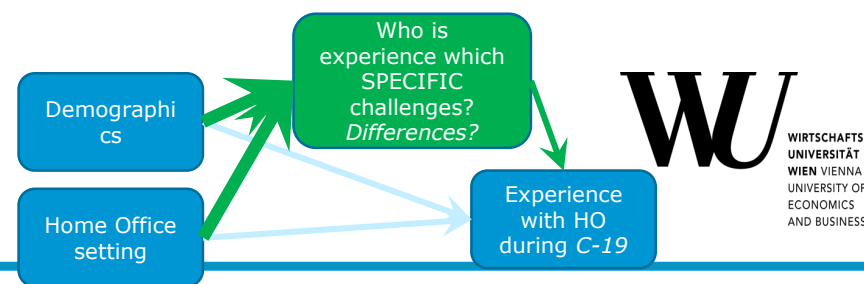 Who is
experience which
SPECIFIC
challenges?
Differences?
Demographi
cs
Home Office
setting
Experience
with HO
during C-19
WU
WIRTSCHAFTS
UNIVERSITÄT
WIEN VIENNA
UNIVERSITY OF
ECONOMICS
AND BUSINESS